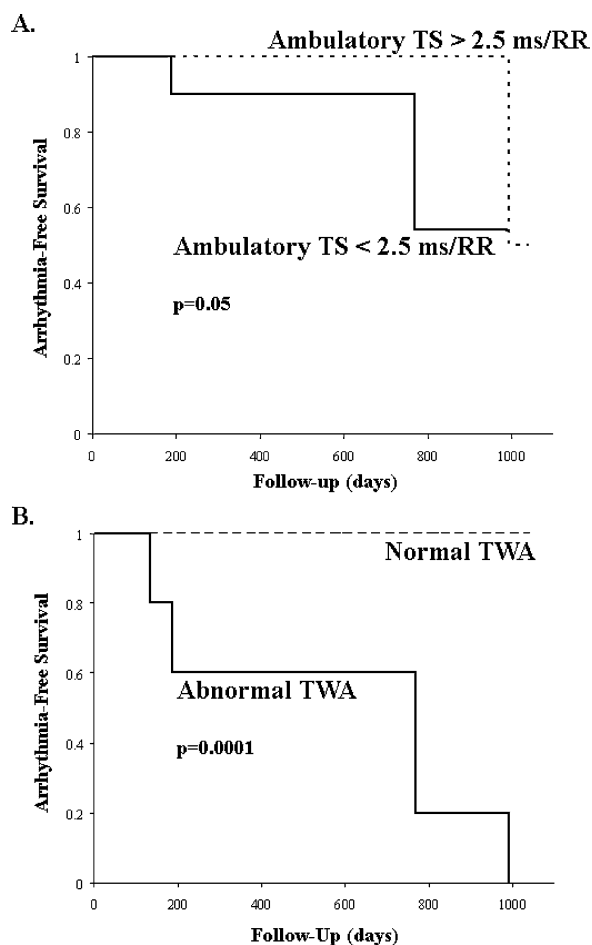 A.
Ambulatory TS > 2.5 ms/RR
1
0.8
0.6
0.4
0.2
0
Arrhythmia-Free Survival
Ambulatory TS < 2.5 ms/RR
p=0.05
0 200 400 600 800 1000
Follow-up (days)
B.
1
0.8
0.6
0.4
0.2
0
Arrhythmia-Free Survival
Normal TWA
Abnormal TWA
p=0.0001
0 200 400 600 800 1000
Follow-Up (days)